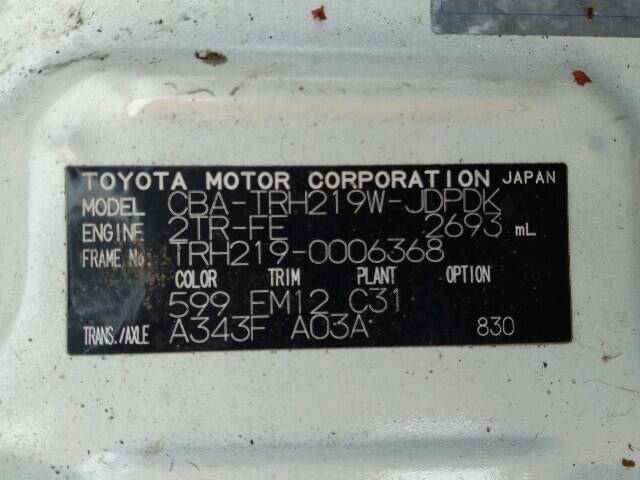 TOYOTA MOTOR CORPORATION JAPAN
MODEL CBA-TRH219W-JDPDK
ENGINE 2TR-FE 2693 mL
FRAME No. TRH219-0006368
COLOR TRIM PLANT OPTION
599 FM12 C31
TRANS./AXLE A343F A03A 830